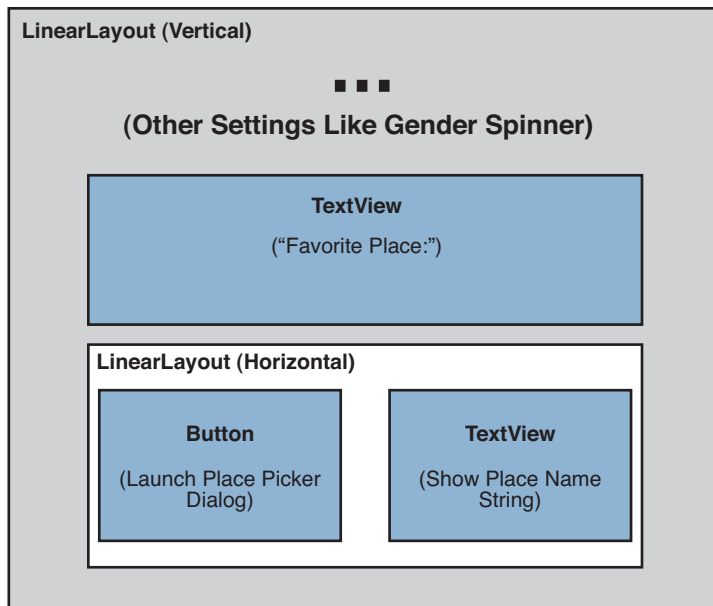 LinearLayout (Vertical)
...
(Other Settings Like Gender Spinner)
TextView
(“Favorite Place:”)
LinearLayout (Horizontal)
Button
(Launch Place Picker
Dialog)
TextView
(Show Place Name
String)